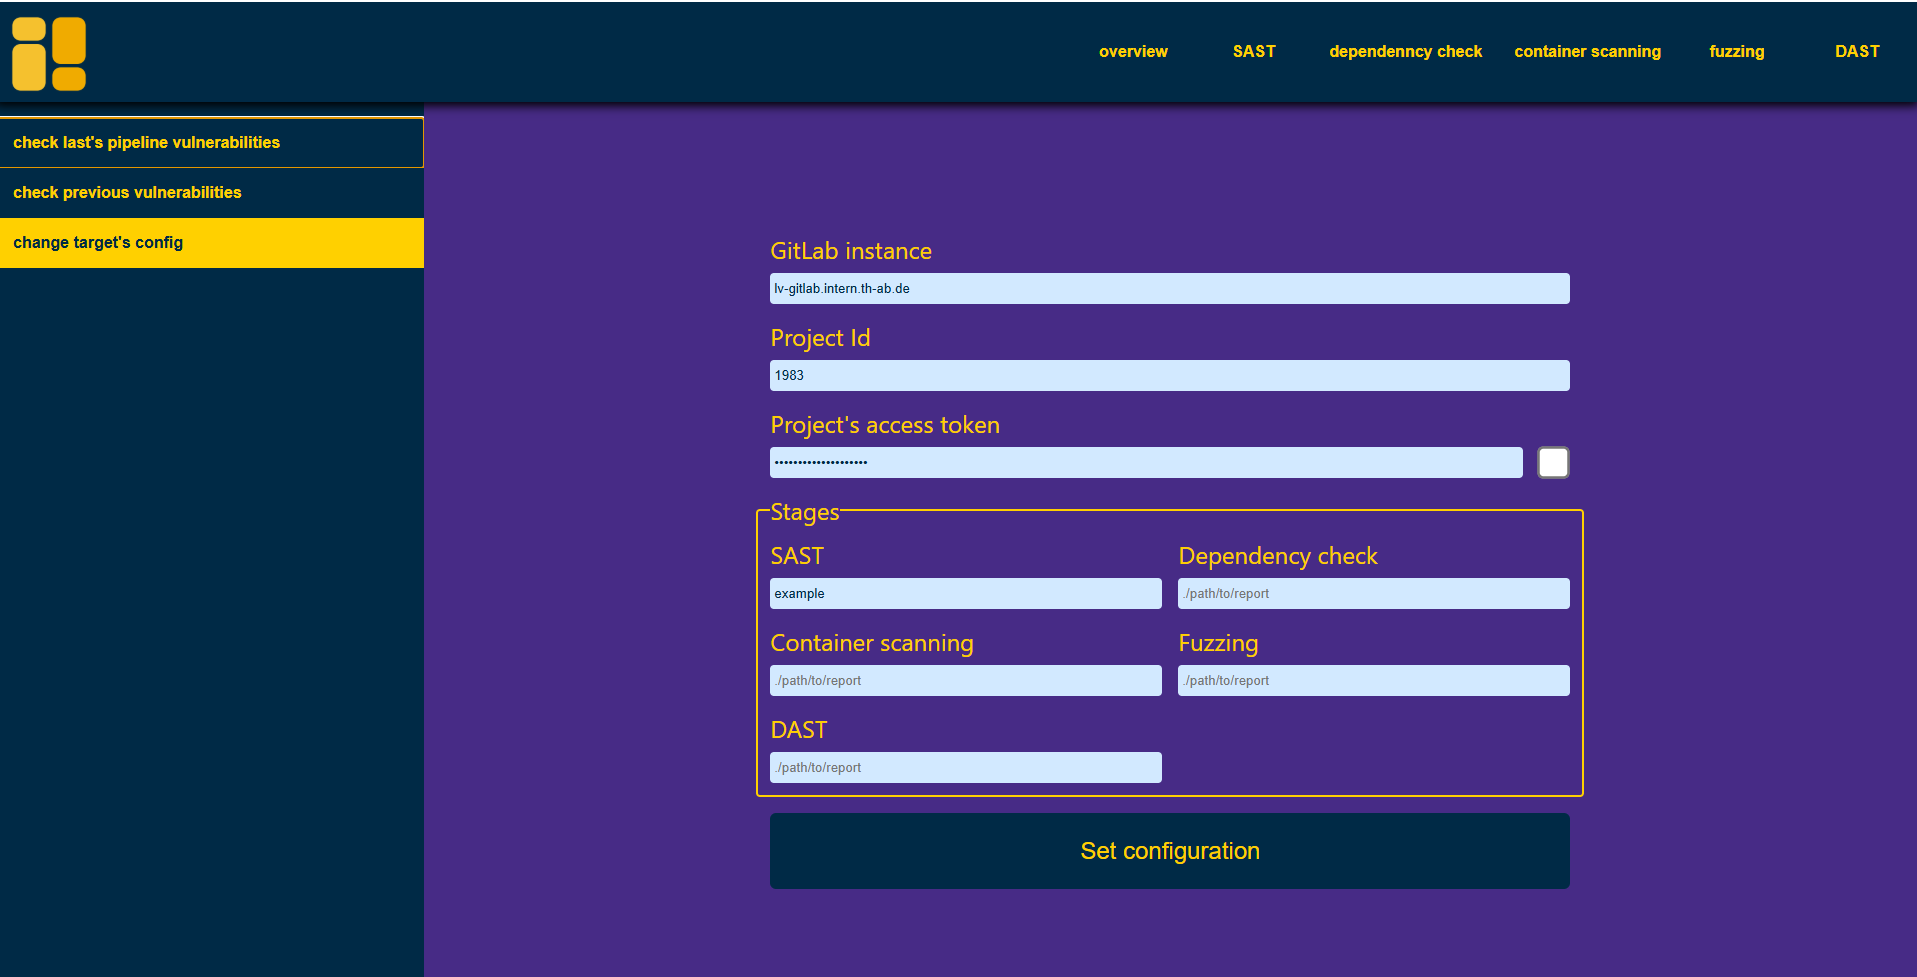 overview SAST dependenncy check container scanning fuzzing DAST
check last's pipeline vulnerabilities
check previous vulnerabilities
change target's config
GitLab instance
lv-gitlab.intern.th-ab.de
Project Id
1983
Project's access token
••••••••••••••••••••
Stages
SAST Dependency check
example ./path/to/report
Container scanning Fuzzing
./path/to/report ./path/to/report
DAST
./path/to/report
Set configuration